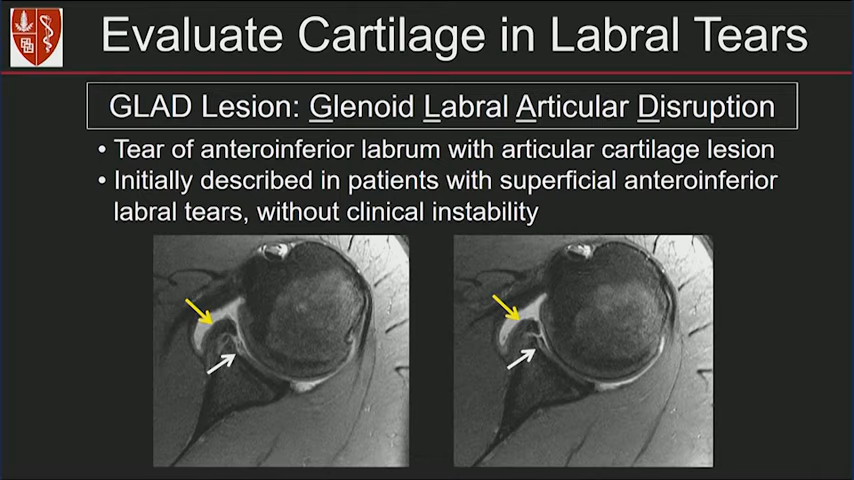 Evaluate Cartilage in Labral Tears
GLAD Lesion: Glenoid Labral Articular Disruption
• Tear of anteroinferior labrum with articular cartilage lesion
• Initially described in patients with superficial anteroinferior
labral tears, without clinical instability